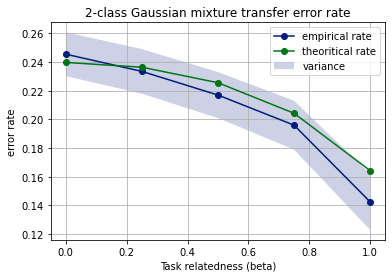 2-class Gaussian mixture transfer error rate
empirical rate
theoritical rate
variance
error rate
0.26
0.24
0.22
0.20
0.18
0.16
0.14
0.12
0.0 0.2 0.4 0.6 0.8 1.0
Task relatedness (beta)